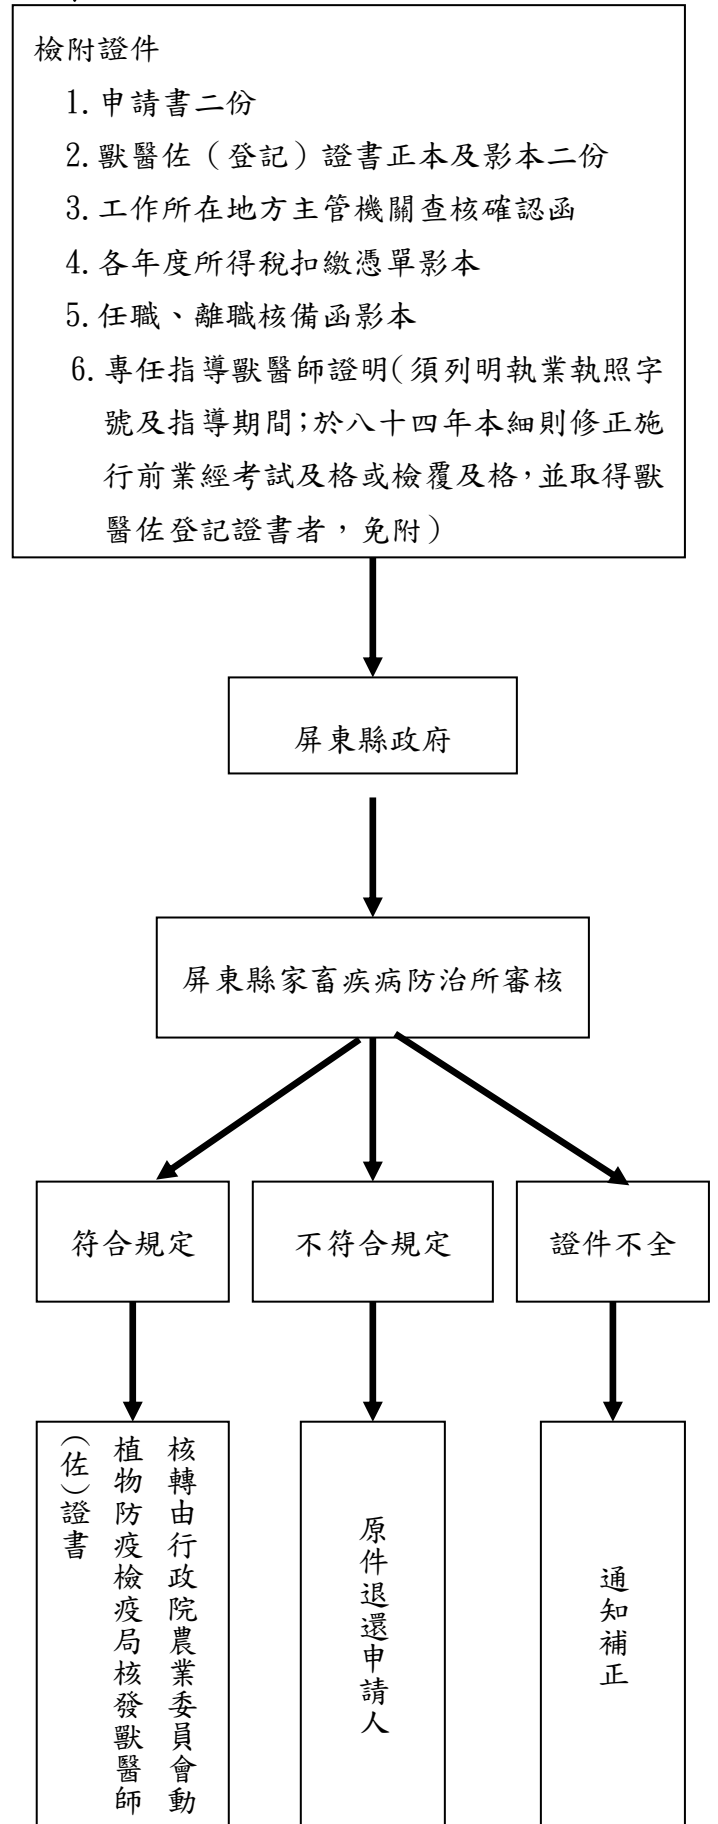 檢附證件
1.申請書二份
2.獸醫佐（登記）證書正本及影本二份
3.工作所在地方主管機關查核確認函
4.各年度所得稅扣繳憑單影本
5.任職、離職核備函影本
6.專任指導獸醫師證明(須列明執業執照字
號及指導期間;於八十四年本細則修正施
行前業經考試及格或檢覆及格,並取得獸
醫佐登記證書者，免附)
屏東縣政府
屏東縣家畜疾病防治所審核
符合規定
不符合規定
證件不全
核轉由行政院農業委員會動
植物防疫檢疫局核發獸醫師
(佐)證書
原件退還申請人
通知補正